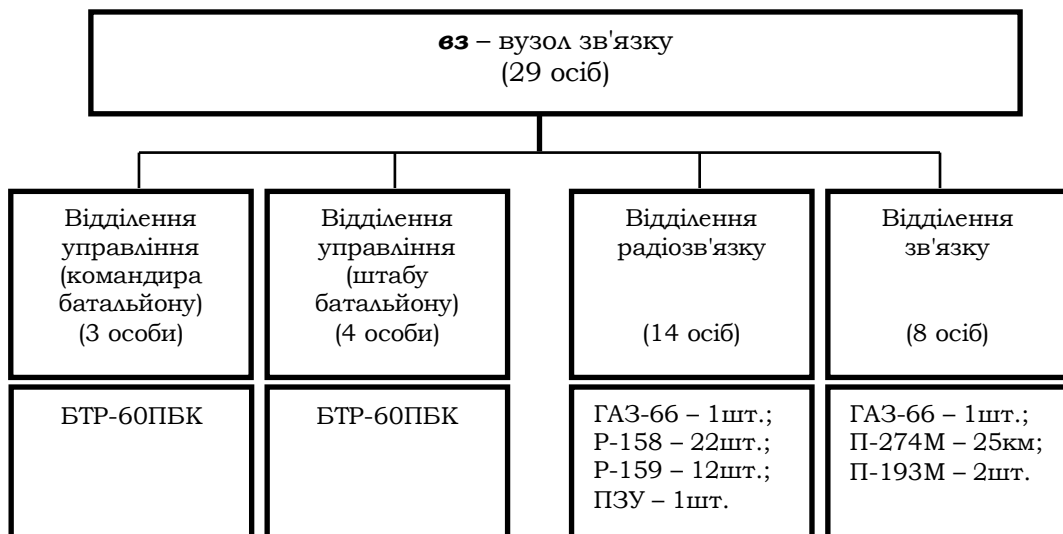 вз – вузол зв'язку
(29 осіб)
Відділення
управління
(командира
батальйону)
(3 особи)
Відділення
управління
(штабу
батальйону)
(4 особи)
Відділення
радіозв'язку
(14 осіб)
Відділення
зв'язку
(8 осіб)
БТР-60ПБК
БТР-60ПБК
ГАЗ-66 – 1шт.;
Р-158 – 22шт.;
Р-159 – 12шт.;
ПЗУ – 1шт.
ГАЗ-66 – 1шт.;
П-274М – 25км;
П-193М – 2шт.